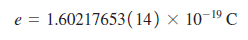 e = 1.60217653(14) × 10⁻¹⁹ C